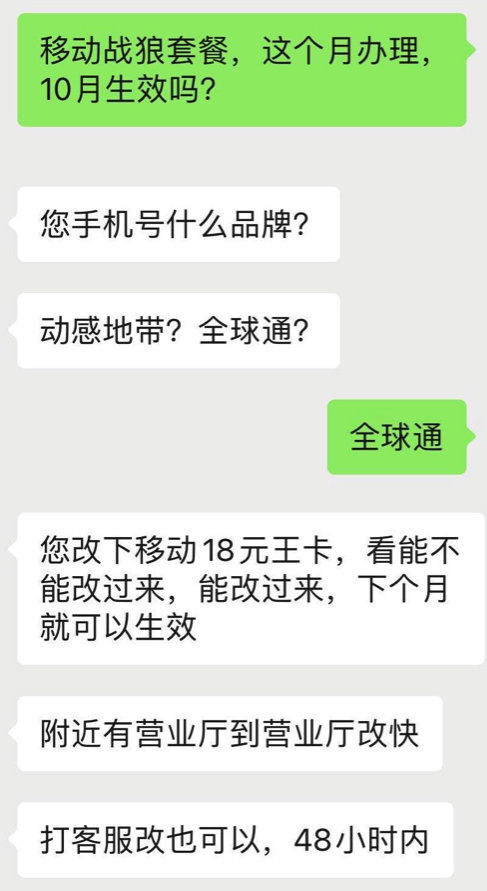 移动战狼套餐，这个月办理，
10月生效吗？
您手机号什么品牌？
动感地带？全球通？
全球通
您改下移动18元王卡，看能不
能改过来，能改过来，下个月
就可以生效
附近有营业厅到营业厅改快
打客服改也可以，48小时内